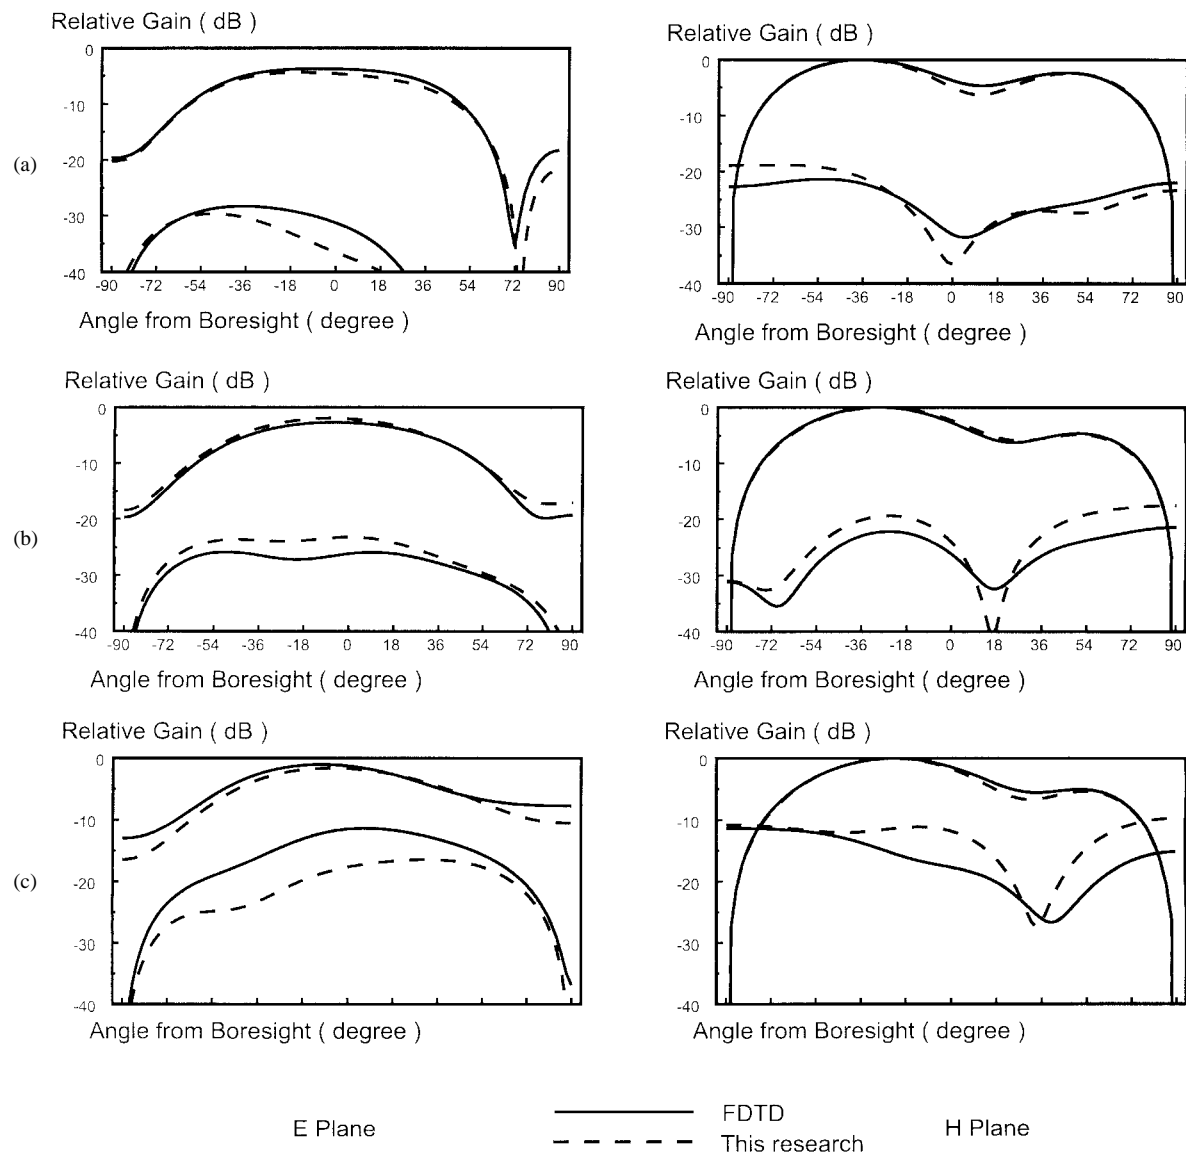 Relative Gain ( dB )
0
-10
-20
-30
-40
-90 -72 -54 -36 -18 0 18 36 54 72 90
Angle from Boresight ( degree )
(a)
Relative Gain ( dB )
0
-10
-20
-30
-40
-90 -72 -54 -36 -18 0 18 36 54 72 90
Angle from Boresight ( degree )
Relative Gain ( dB )
0
-10
-20
-30
-40
-90 -72 -54 -36 -18 0 18 36 54 72 90
Angle from Boresight ( degree )
(b)
Relative Gain ( dB )
0
-10
-20
-30
-40
-90 -72 -54 -36 -18 0 18 36 54 72 90
Angle from Boresight ( degree )
Relative Gain ( dB )
0
-10
-20
-30
-40
Angle from Boresight ( degree )
(c)
Relative Gain ( dB )
0
-10
-20
-30
-40
Angle from Boresight ( degree )
E Plane
FDTD
This research
H Plane